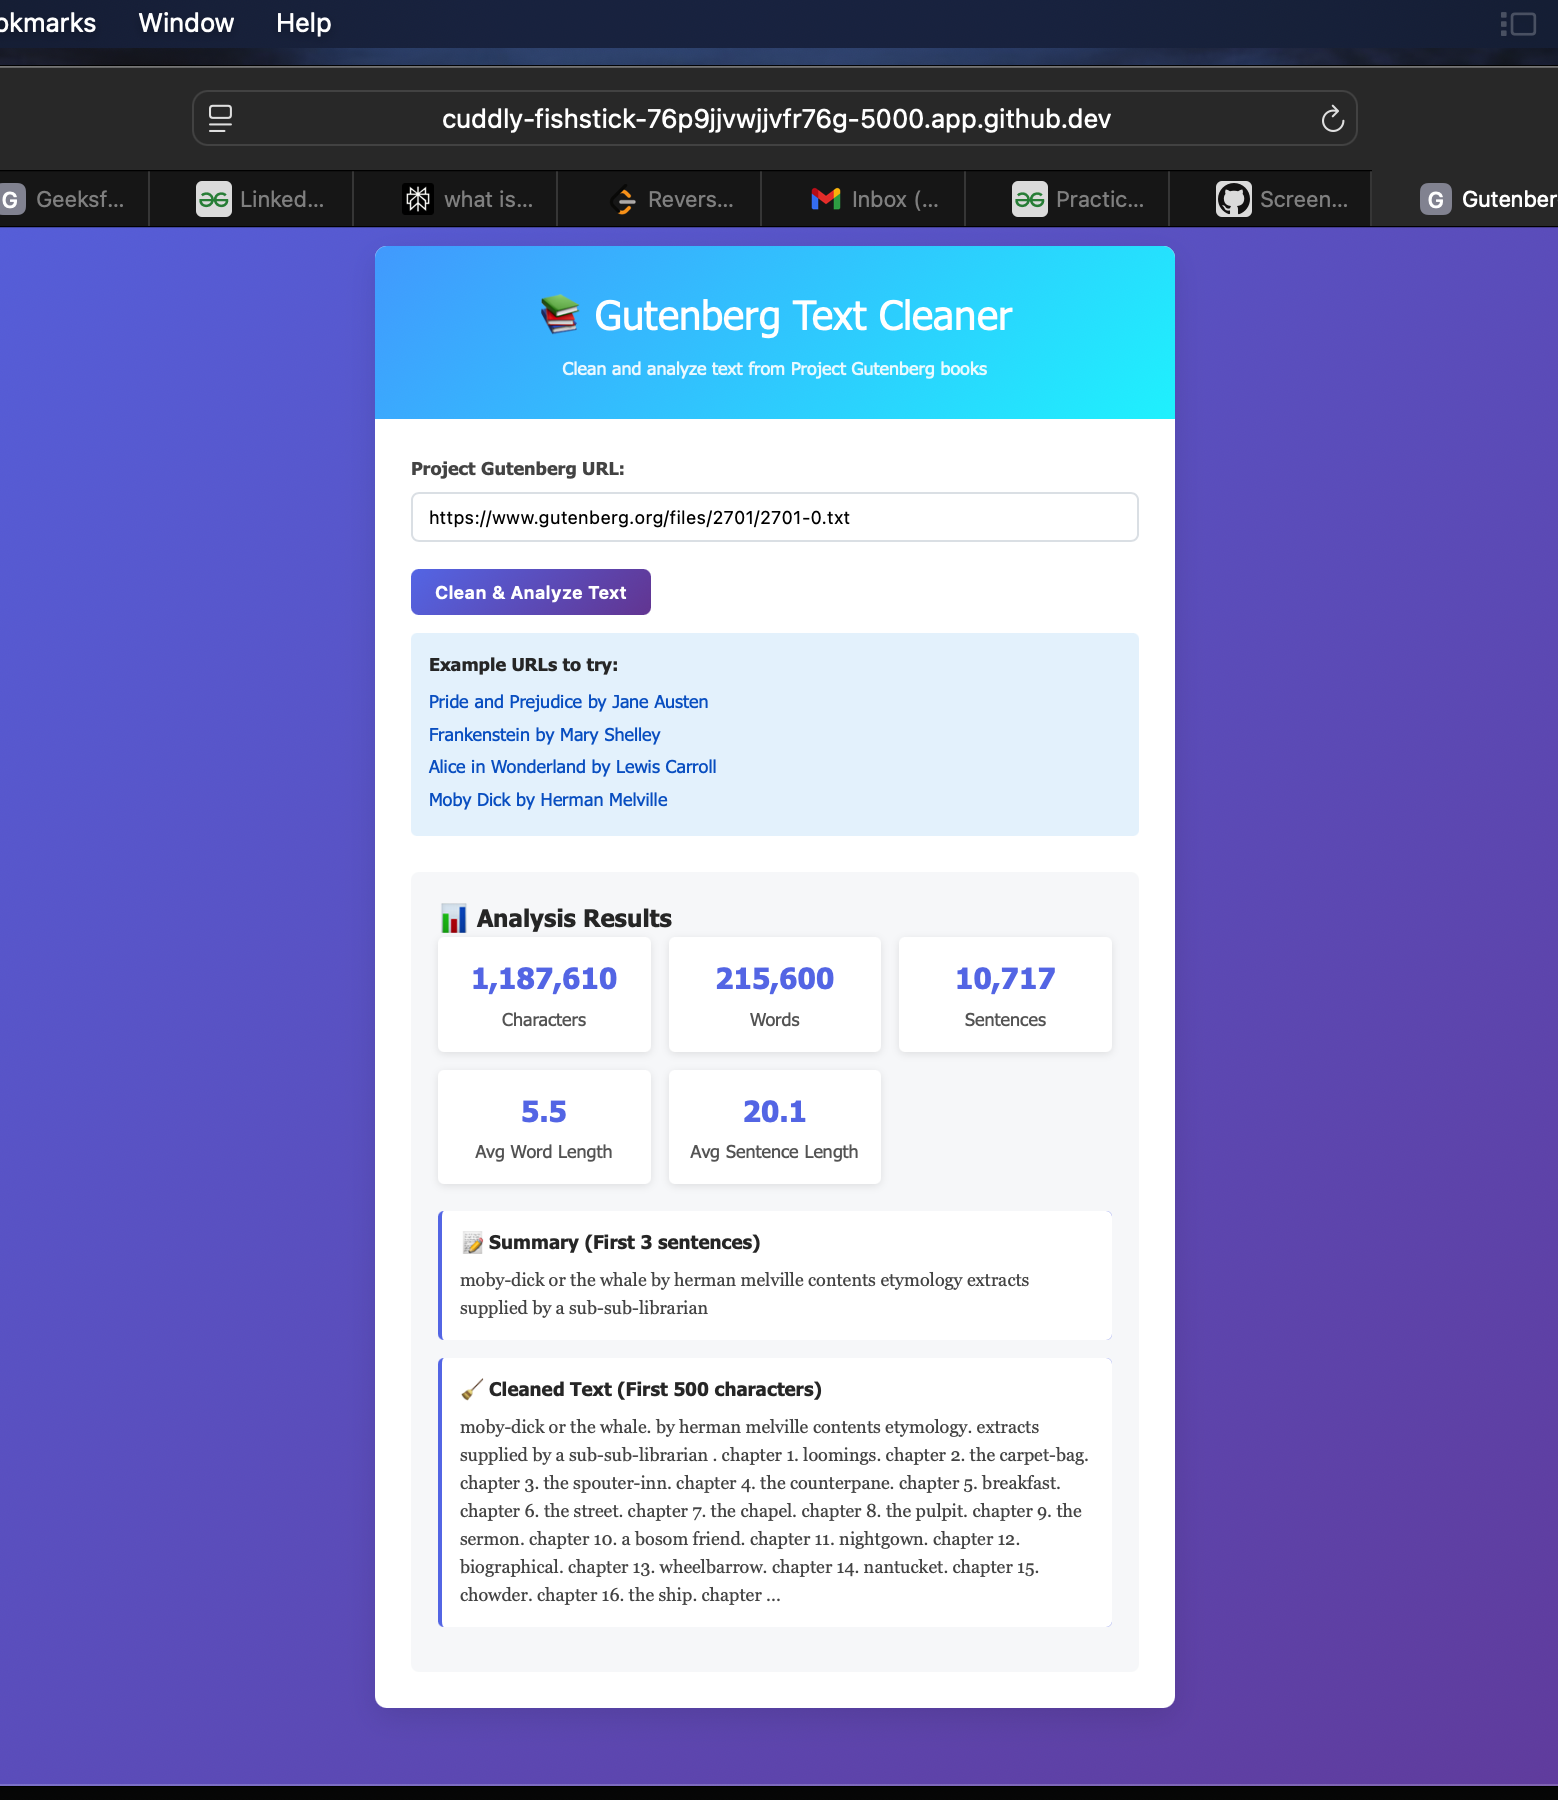 okmarks Window Help
cuddly-fishstick-76p9jjvwjjvfr76g-5000.app.github.dev
G Geeksf... Linked... what is... Revers... Inbox (... Practic... Screen... G Gutenber
Gutenberg Text Cleaner
Clean and analyze text from Project Gutenberg books
Project Gutenberg URL:
https://www.gutenberg.org/files/2701/2701-0.txt
Clean & Analyze Text
Example URLs to try:
Pride and Prejudice by Jane Austen
Frankenstein by Mary Shelley
Alice in Wonderland by Lewis Carroll
Moby Dick by Herman Melville
Analysis Results
1,187,610 215,600 10,717
Characters Words Sentences
5.5 20.1
Avg Word Length Avg Sentence Length
Summary (First 3 sentences)
moby-dick or the whale by herman melville contents etymology extracts
supplied by a sub-sub-librarian
Cleaned Text (First 500 characters)
moby-dick or the whale. by herman melville contents etymology. extracts
supplied by a sub-sub-librarian . chapter 1. loomings. chapter 2. the carpet-bag.
chapter 3. the spouter-inn. chapter 4. the counterpane. chapter 5. breakfast.
chapter 6. the street. chapter 7. the chapel. chapter 8. the pulpit. chapter 9. the
sermon. chapter 10. a bosom friend. chapter 11. nightgown. chapter 12.
biographical. chapter 13. wheelbarrow. chapter 14. nantucket. chapter 15.
chowder. chapter 16. the ship. chapter ...